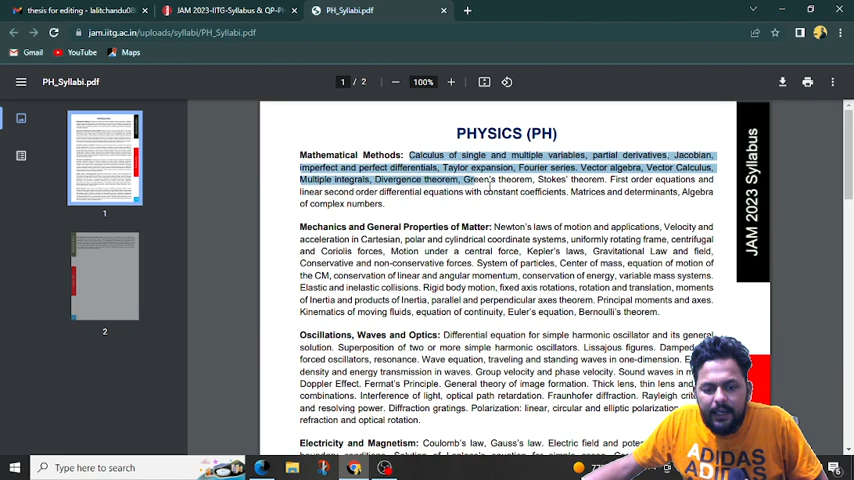 thesis for editing - lalitchandu08
JAM 2023-IITG-Syllabus & QP-PH
PH_Syllabi.pdf
jam.iitg.ac.in/uploads/syllabi/PH_Syllabi.pdf
Gmail YouTube Maps
PH_Syllabi.pdf
1 / 2
100%
1
2
PHYSICS (PH)
JAM 2023 Syllabus
Mathematical Methods: Calculus of single and multiple variables, partial derivatives, Jacobian,
imperfect and perfect differentials, Taylor expansion, Fourier series. Vector algebra, Vector Calculus,
Multiple integrals, Divergence theorem, Green's theorem, Stokes' theorem. First order equations and
linear second order differential equations with constant coefficients. Matrices and determinants, Algebra
of complex numbers.
Mechanics and General Properties of Matter: Newton's laws of motion and applications, Velocity and
acceleration in Cartesian, polar and cylindrical coordinate systems, uniformly rotating frame, centrifugal
and Coriolis forces, Motion under a central force, Kepler's laws, Gravitational Law and field,
Conservative and non-conservative forces. System of particles, Center of mass, equation of motion of
the CM, conservation of linear and angular momentum, conservation of energy, variable mass systems.
Elastic and inelastic collisions. Rigid body motion, fixed axis rotations, rotation and translation, moments
of Inertia and products of Inertia, parallel and perpendicular axes theorem. Principal moments and axes.
Kinematics of moving fluids, equation of continuity, Euler's equation, Bernoulli's theorem.
Oscillations, Waves and Optics: Differential equation for simple harmonic oscillator and its general
solution. Superposition of two or more simple harmonic oscillators. Lissajous figures. Damped
forced oscillators, resonance. Wave equation, traveling and standing waves in one-dimension.
density and energy transmission in waves. Group velocity and phase velocity. Sound waves in
Doppler Effect. Fermat's Principle. General theory of image formation. Thick lens, thin lens and
combinations. Interference of light, optical path retardation. Fraunhofer diffraction. Rayleigh
and resolving power. Diffraction gratings. Polarization: linear, circular and elliptic polarization
refraction and optical rotation.
Electricity and Magnetism: Coulomb's law, Gauss's law. Electric field and
Type here to search
ADIDAS
ADIDAS